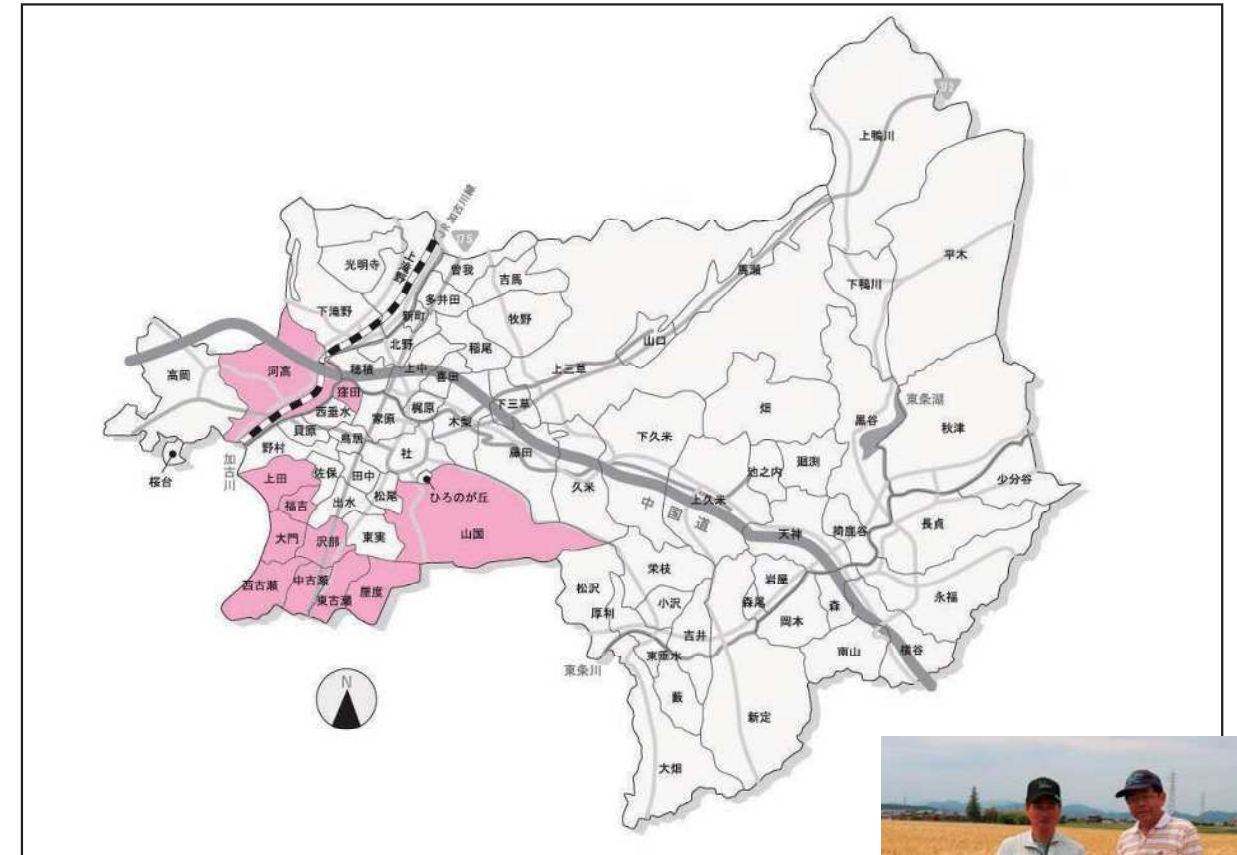 上鴨川
平木
下鴨川
馬瀬
JR加古川線
175
曽我
光明寺
上滝野
吉馬
多井田
下滝野
新町
牧野
北野
稲尾
山口
高岡
河高
穂積
上中
喜田
上三草
窪田
西垂水
家原
梶原
下三草
畑
東条湖
黒谷
秋津
貝原
鳥居
木梨
野村
社
藤田
下久米
桜台
加古川
上田
佐保
田中
ひろのが丘
久米
池之内
廻渕
少分谷
福吉
出水
松尾
中国道
上久米
大門
沢部
東実
山国
天神
掎鹿谷
長貞
西古瀬
中古瀬
東古瀬
屋度
栄枝
岩屋
松沢
厚利
小沢
森尾
岡本
森
永福
吉井
東条川
東垂水
南山
横谷
N
藪
新定
大畑